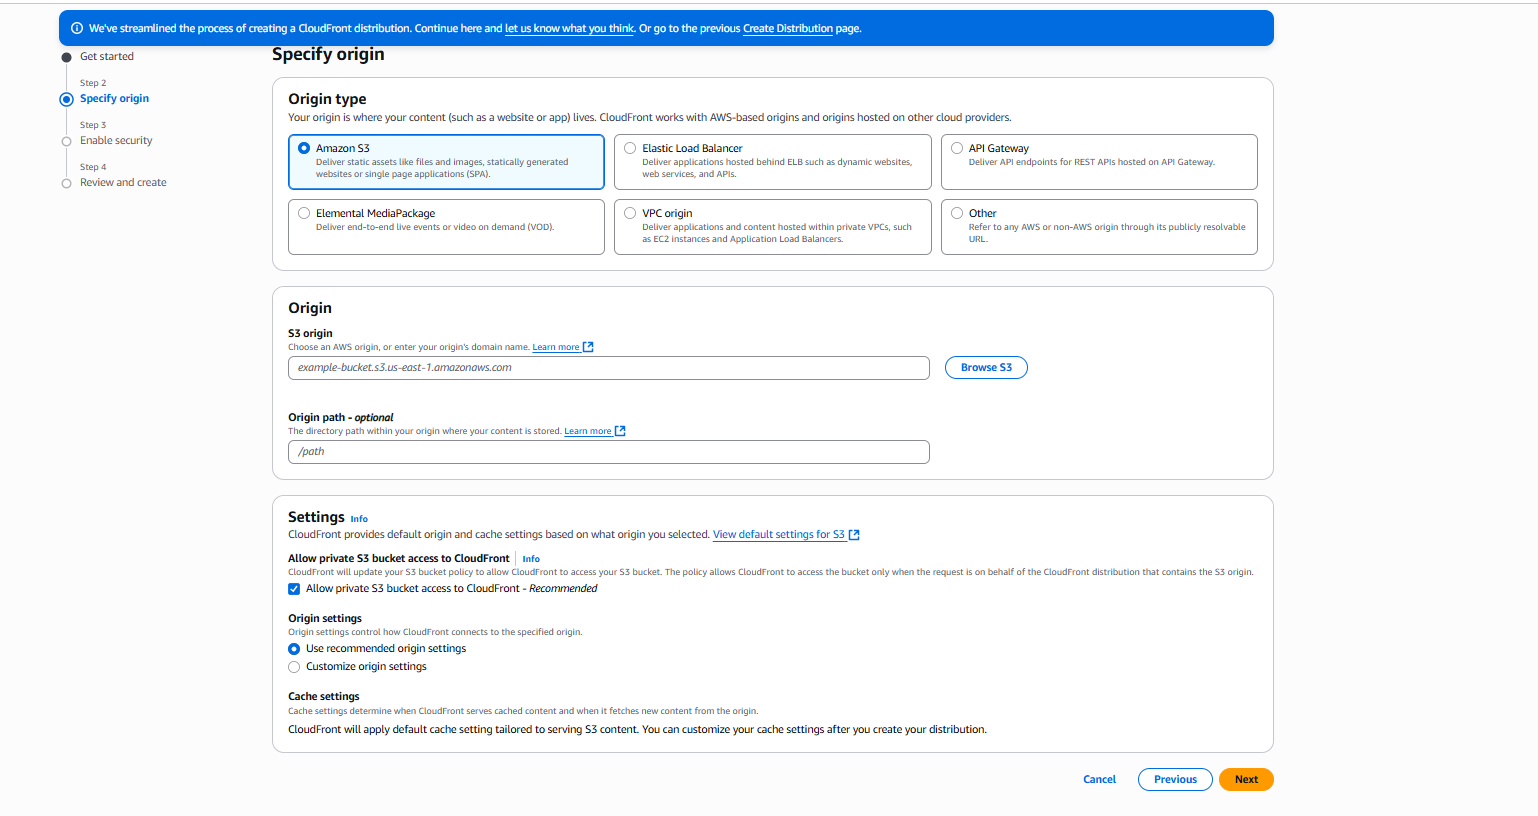 We've streamlined the process of creating a CloudFront distribution. Continue here and let us know what you think. Or go to the previous Create Distribution page.
Get started
Step 2
Specify origin
Step 3
Enable security
Step 4
Review and create
Specify origin
Origin type
Your origin is where your content (such as a website or app) lives. CloudFront works with AWS-based origins and origins hosted on other cloud providers.
Amazon S3
Deliver static assets like files and images, statically generated
websites or single page applications (SPA).
Elastic Load Balancer
Deliver applications hosted behind ELB such as dynamic websites,
web services, and APIs.
API Gateway
Deliver API endpoints for REST APIs hosted on API Gateway.
Elemental MediaPackage
Deliver end-to-end live events or video on demand (VOD).
VPC origin
Deliver applications and content hosted within private VPCs, such
as EC2 instances and Application Load Balancers.
Other
Refer to any AWS or non-AWS origin through its publicly resolvable
URL.
Origin
S3 origin
Choose an AWS origin, or enter your origin's domain name. Learn more
example-bucket.s3.us-east-1.amazonaws.com
Browse S3
Origin path - optional
The directory path within your origin where your content is stored. Learn more
/path
Settings Info
CloudFront provides default origin and cache settings based on what origin you selected. View default settings for S3
Allow private S3 bucket access to CloudFront Info
CloudFront will update your S3 bucket policy to allow CloudFront to access your S3 bucket. The policy allows CloudFront to access the bucket only when the request is on behalf of the CloudFront distribution that contains the S3 origin.
Allow private S3 bucket access to CloudFront - Recommended
Origin settings
Origin settings control how CloudFront connects to the specified origin.
Use recommended origin settings
Customize origin settings
Cache settings
Cache settings determine when CloudFront serves cached content and when it fetches new content from the origin.
CloudFront will apply default cache setting tailored to serving S3 content. You can customize your cache settings after you create your distribution.
Cancel
Previous
Next